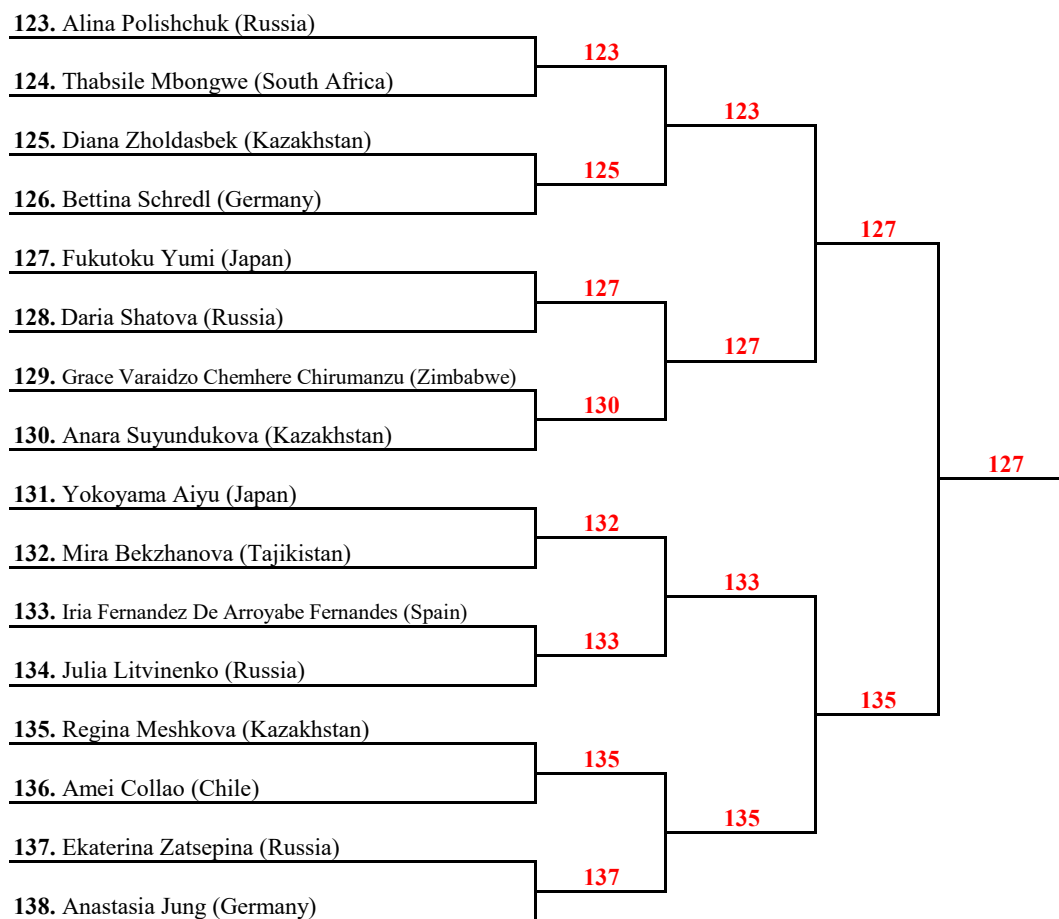 123. Alina Polishchuk (Russia)
123
124. Thabsile Mbongwe (South Africa)
123
125. Diana Zholdasbek (Kazakhstan)
125
126. Bettina Schredl (Germany)
127
127. Fukutoku Yumi (Japan)
127
128. Daria Shatova (Russia)
127
129. Grace Varaidzo Chemhere Chirumanzu (Zimbabwe)
130
130. Anara Suyundukova (Kazakhstan)
127
131. Yokoyama Aiyu (Japan)
132
132. Mira Bekzhanova (Tajikistan)
133
133. Iria Fernandez De Arroyabe Fernandes (Spain)
133
134. Julia Litvinenko (Russia)
135
135. Regina Meshkova (Kazakhstan)
135
136. Amei Collao (Chile)
135
137. Ekaterina Zatsepina (Russia)
137
138. Anastasia Jung (Germany)